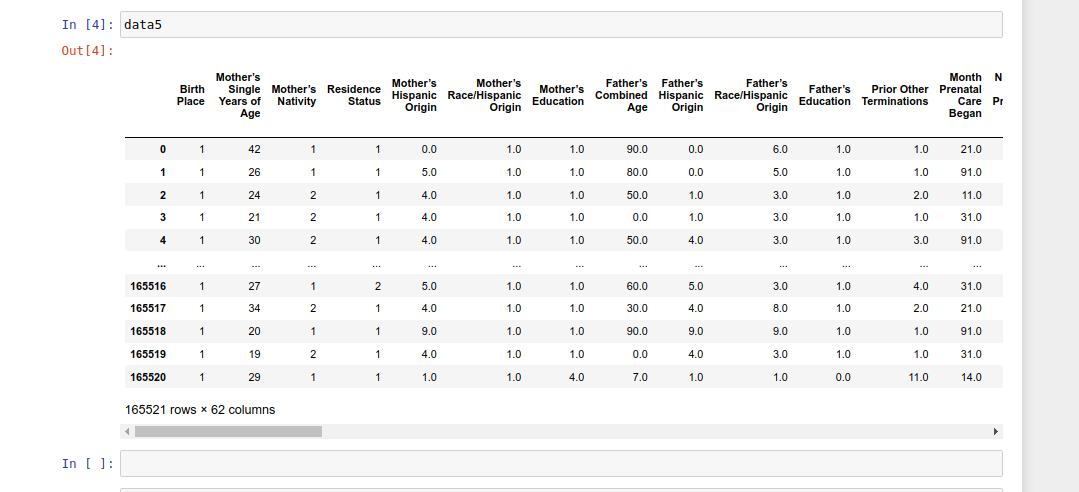 In [4]: data5
Out[4]:
Birth Place Mother's Single Years of Age Mother's Nativity Residence Status Mother's Hispanic Origin Mother's Race/Hispanic Origin Mother's Education Father's Combined Age Father's Hispanic Origin Father's Race/Hispanic Origin Father's Education Prior Other Terminations Month Prenatal Care Began N Pr
0 1 42 1 1 0.0 1.0 1.0 90.0 0.0 6.0 1.0 1.0 21.0
1 1 26 1 1 5.0 1.0 1.0 80.0 0.0 5.0 1.0 1.0 91.0
2 1 24 2 1 4.0 1.0 1.0 50.0 1.0 3.0 1.0 2.0 11.0
3 1 21 2 1 4.0 1.0 1.0 0.0 1.0 3.0 1.0 1.0 31.0
4 1 30 2 1 4.0 1.0 1.0 50.0 4.0 3.0 1.0 3.0 91.0
... ... ... ... ... ... ... ... ... ... ... ... ... ...
165516 1 27 1 2 5.0 1.0 1.0 60.0 5.0 3.0 1.0 4.0 31.0
165517 1 34 2 1 4.0 1.0 1.0 30.0 4.0 8.0 1.0 2.0 21.0
165518 1 20 1 1 9.0 1.0 1.0 90.0 9.0 9.0 1.0 1.0 91.0
165519 1 19 2 1 4.0 1.0 1.0 0.0 4.0 3.0 1.0 1.0 31.0
165520 1 29 1 1 1.0 1.0 4.0 7.0 1.0 1.0 0.0 11.0 14.0
165521 rows × 62 columns
In [ ]: